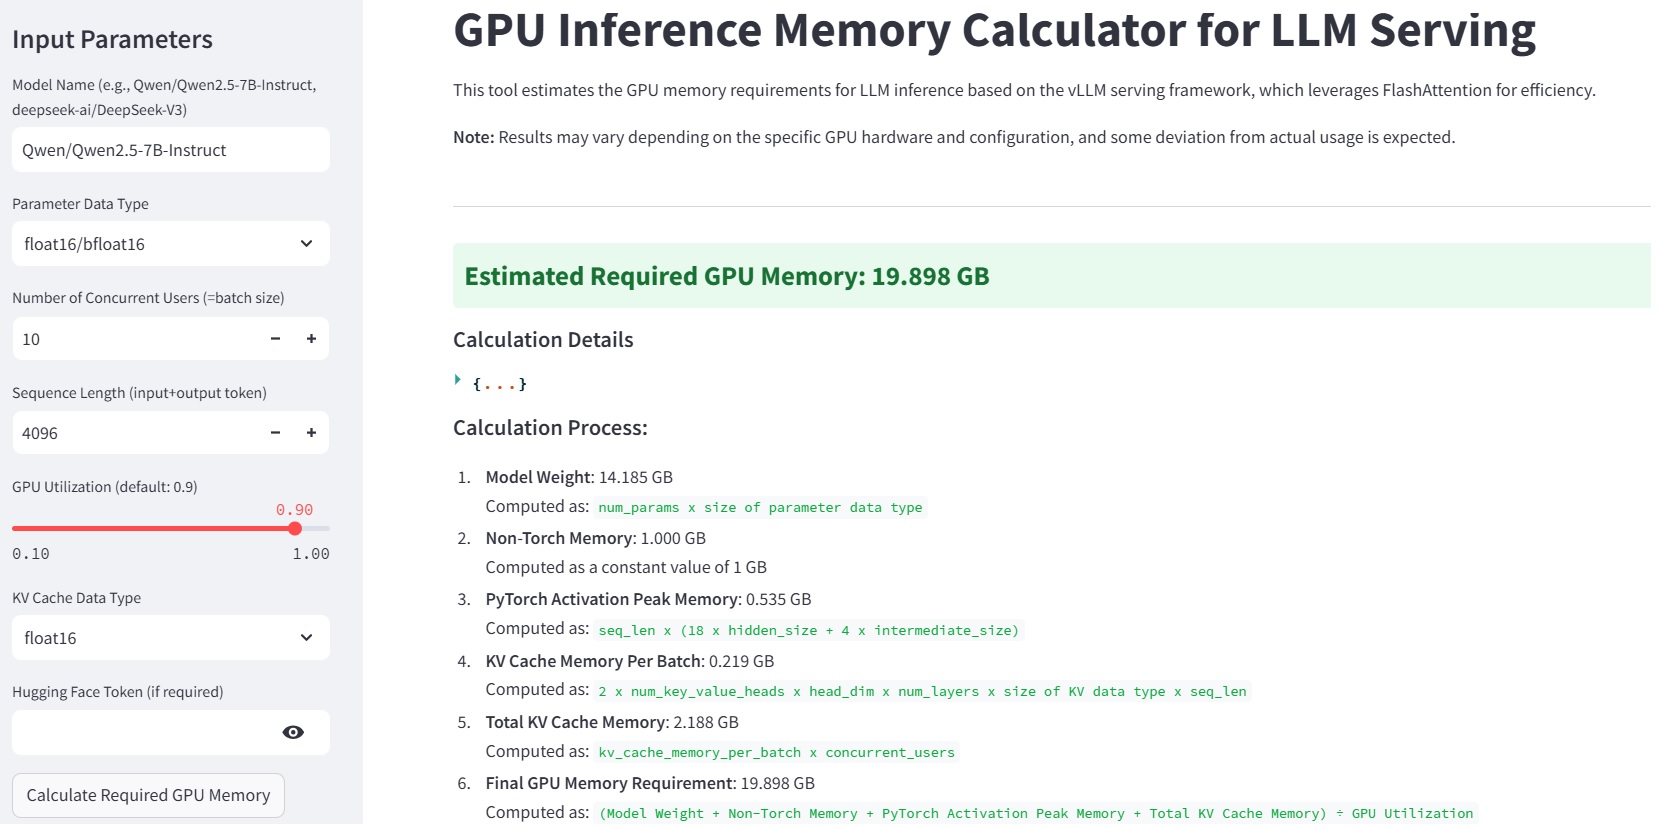 Input Parameters
Model Name (e.g., Qwen/Qwen2.5-7B-Instruct,
deepseek-ai/DeepSeek-V3)
Qwen/Qwen2.5-7B-Instruct
Parameter Data Type
float16/bfloat16
Number of Concurrent Users (=batch size)
10 − +
Sequence Length (input+output token)
4096 − +
GPU Utilization (default: 0.9)
0.90
0.10 1.00
KV Cache Data Type
float16
Hugging Face Token (if required)
Calculate Required GPU Memory
GPU Inference Memory Calculator for LLM Serving
This tool estimates the GPU memory requirements for LLM inference based on the vLLM serving framework, which leverages FlashAttention for efficiency.
Note: Results may vary depending on the specific GPU hardware and configuration, and some deviation from actual usage is expected.
Estimated Required GPU Memory: 19.898 GB
Calculation Details
{...}
Calculation Process:
1. Model Weight: 14.185 GB
Computed as: num_params x size of parameter data type
2. Non-Torch Memory: 1.000 GB
Computed as a constant value of 1 GB
3. PyTorch Activation Peak Memory: 0.535 GB
Computed as: seq_len x (18 x hidden_size + 4 x intermediate_size)
4. KV Cache Memory Per Batch: 0.219 GB
Computed as: 2 x num_key_value_heads x head_dim x num_layers x size of KV data type x seq_len
5. Total KV Cache Memory: 2.188 GB
Computed as: kv_cache_memory_per_batch x concurrent_users
6. Final GPU Memory Requirement: 19.898 GB
Computed as: (Model Weight + Non-Torch Memory + PyTorch Activation Peak Memory + Total KV Cache Memory) ÷ GPU Utilization